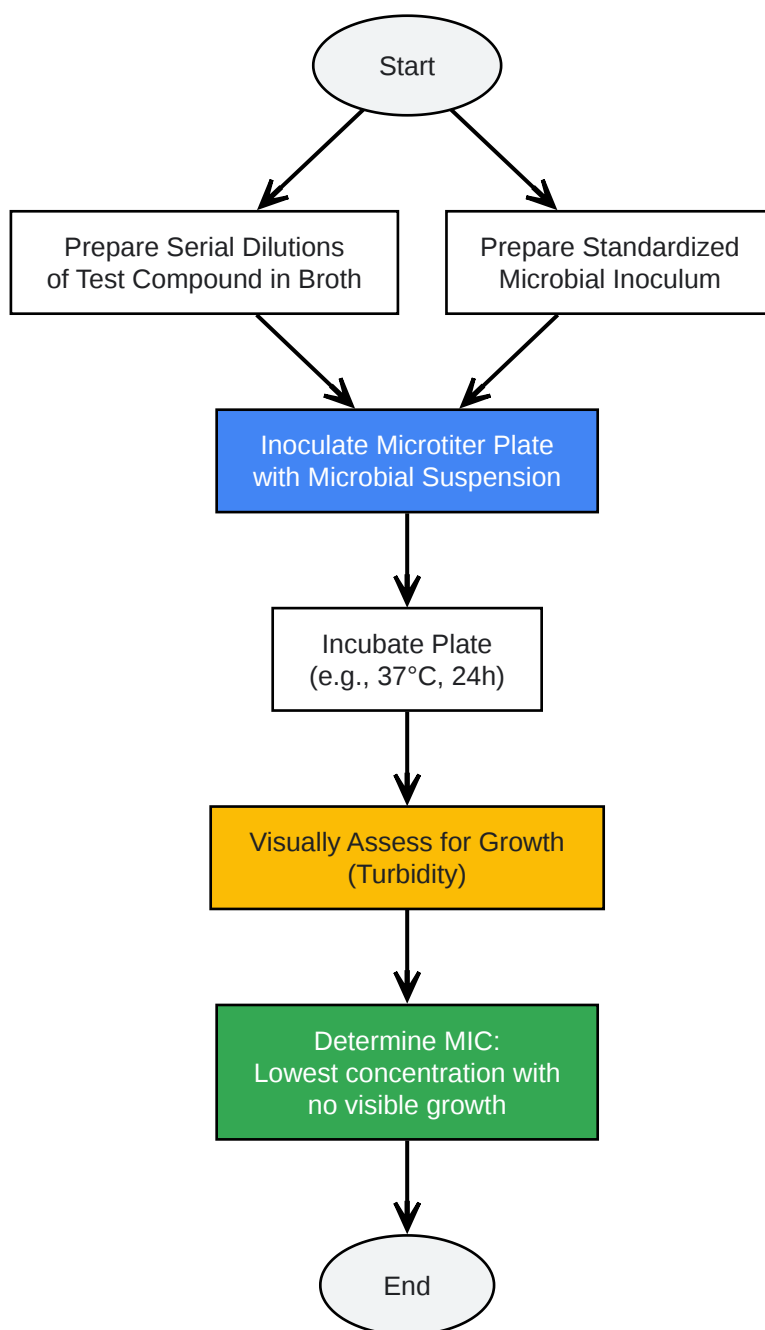 Start
Prepare Serial Dilutions
of Test Compound in Broth
Prepare Standardized
Microbial Inoculum
Inoculate Microtiter Plate
with Microbial Suspension
Incubate Plate
(e.g., 37°C, 24h)
Visually Assess for Growth
(Turbidity)
Determine MIC:
Lowest concentration with
no visible growth
End